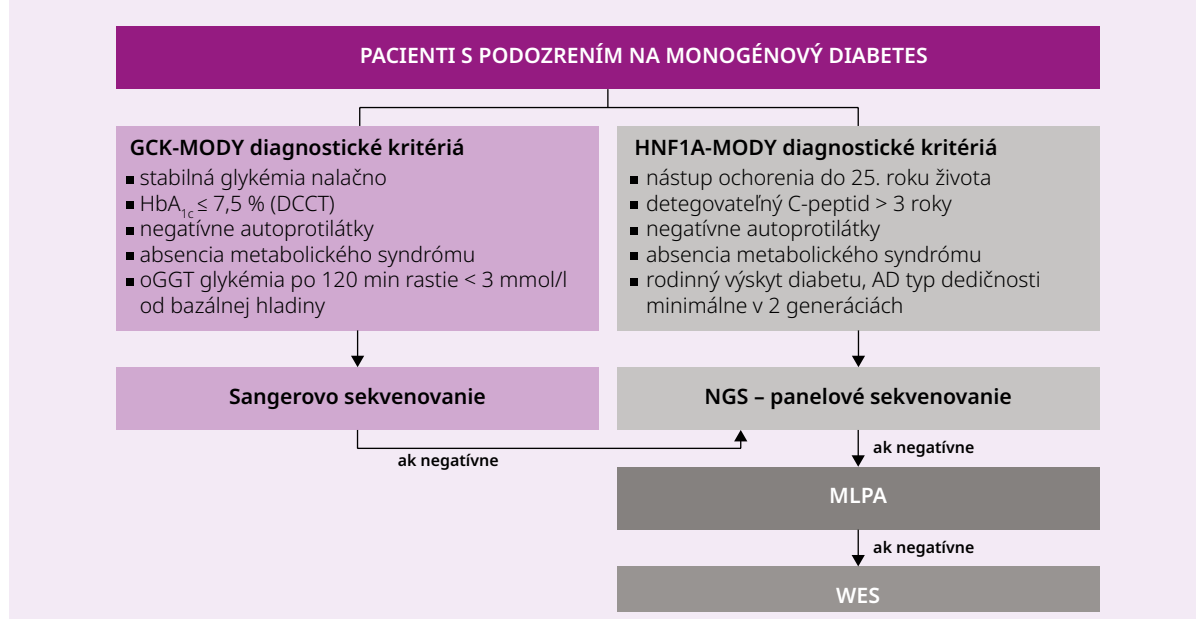 PACIENTI S PODOZRENÍM NA MONOGÉNOVÝ DIABETES
GCK-MODY diagnostické kritériá
▪ stabilná glykémia nalačno
▪ HbA1c ≤ 7,5 % (DCCT)
▪ negatívne autoprotilátky
▪ absencia metabolického syndrómu
▪ oGGT glykémia po 120 min rastie < 3 mmol/l
od bazálnej hladiny
HNF1A-MODY diagnostické kritériá
▪ nástup ochorenia do 25. roku života
▪ detegovateľný C-peptid > 3 roky
▪ negatívne autoprotilátky
▪ absencia metabolického syndrómu
▪ rodinný výskyt diabetu, AD typ dedičnosti
minimálne v 2 generáciách
Sangerovo sekvenovanie
NGS – panelové sekvenovanie
ak negatívne
ak negatívne
MLPA
ak negatívne
WES